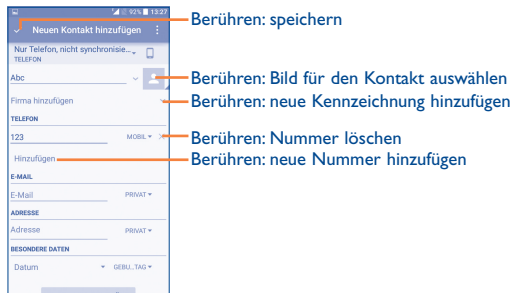 92% 13:27
Neuen Kontakt hinzufügen
Berühren: speichern
Nur Telefon, nicht synchronisie...
TELEFON
Abc
Berühren: Bild für den Kontakt auswählen
Firma hinzufügen
Berühren: neue Kennzeichnung hinzufügen
TELEFON
123 MOBIL
Berühren: Nummer löschen
Hinzufügen
Berühren: neue Nummer hinzufügen
E-MAIL
E-Mail PRIVAT
ADRESSE
Adresse PRIVAT
BESONDERE DATEN
Datum GEBU...TAG